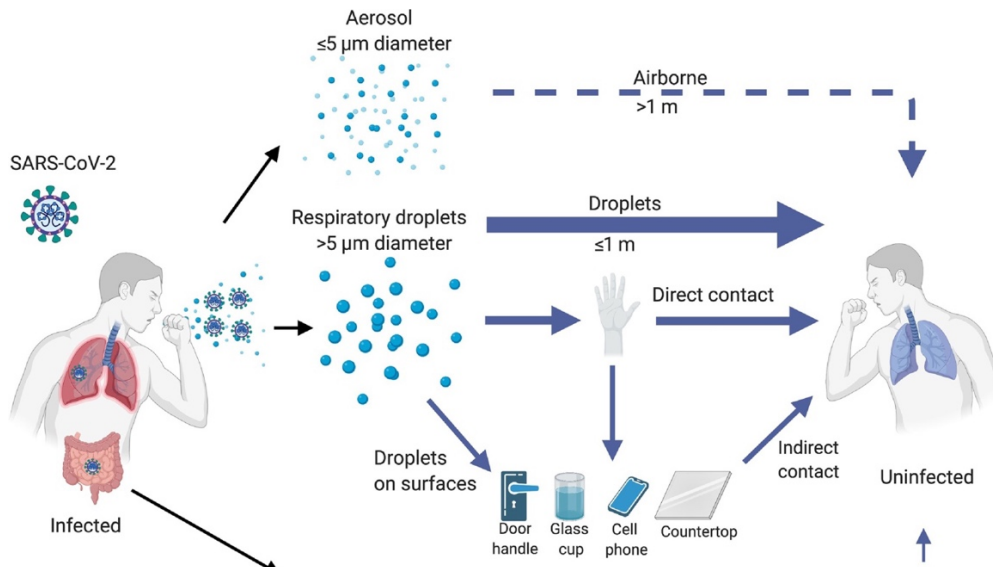 Aerosol
≤5 µm diameter
Airborne
>1 m
SARS-CoV-2
Respiratory droplets
>5 µm diameter
Droplets
≤1 m
Direct contact
Droplets
on surfaces
Indirect
contact
Infected
Uninfected
Door
handle
Glass
cup
Cell
phone
Countertop